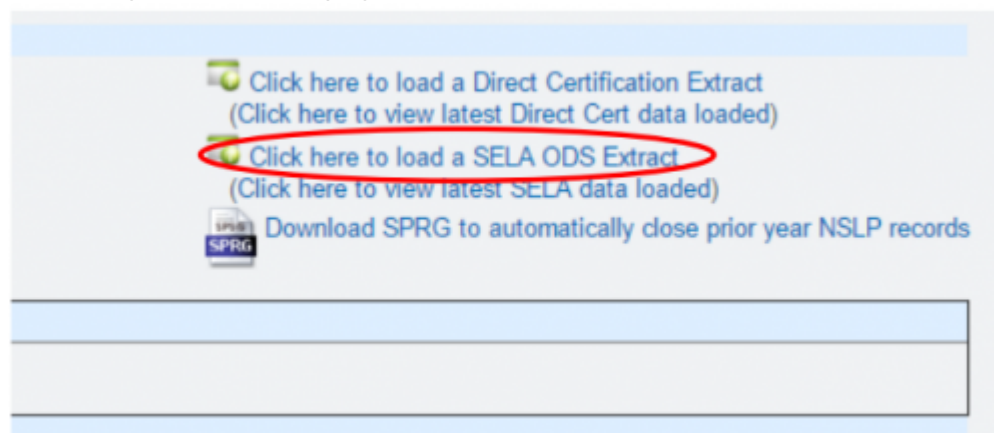 Click here to load a Direct Certification Extract
(Click here to view latest Direct Cert data loaded)
Click here to load a SELA ODS Extract
(Click here to view latest SELA data loaded)
SPRG
Download SPRG to automatically close prior year NSLP records